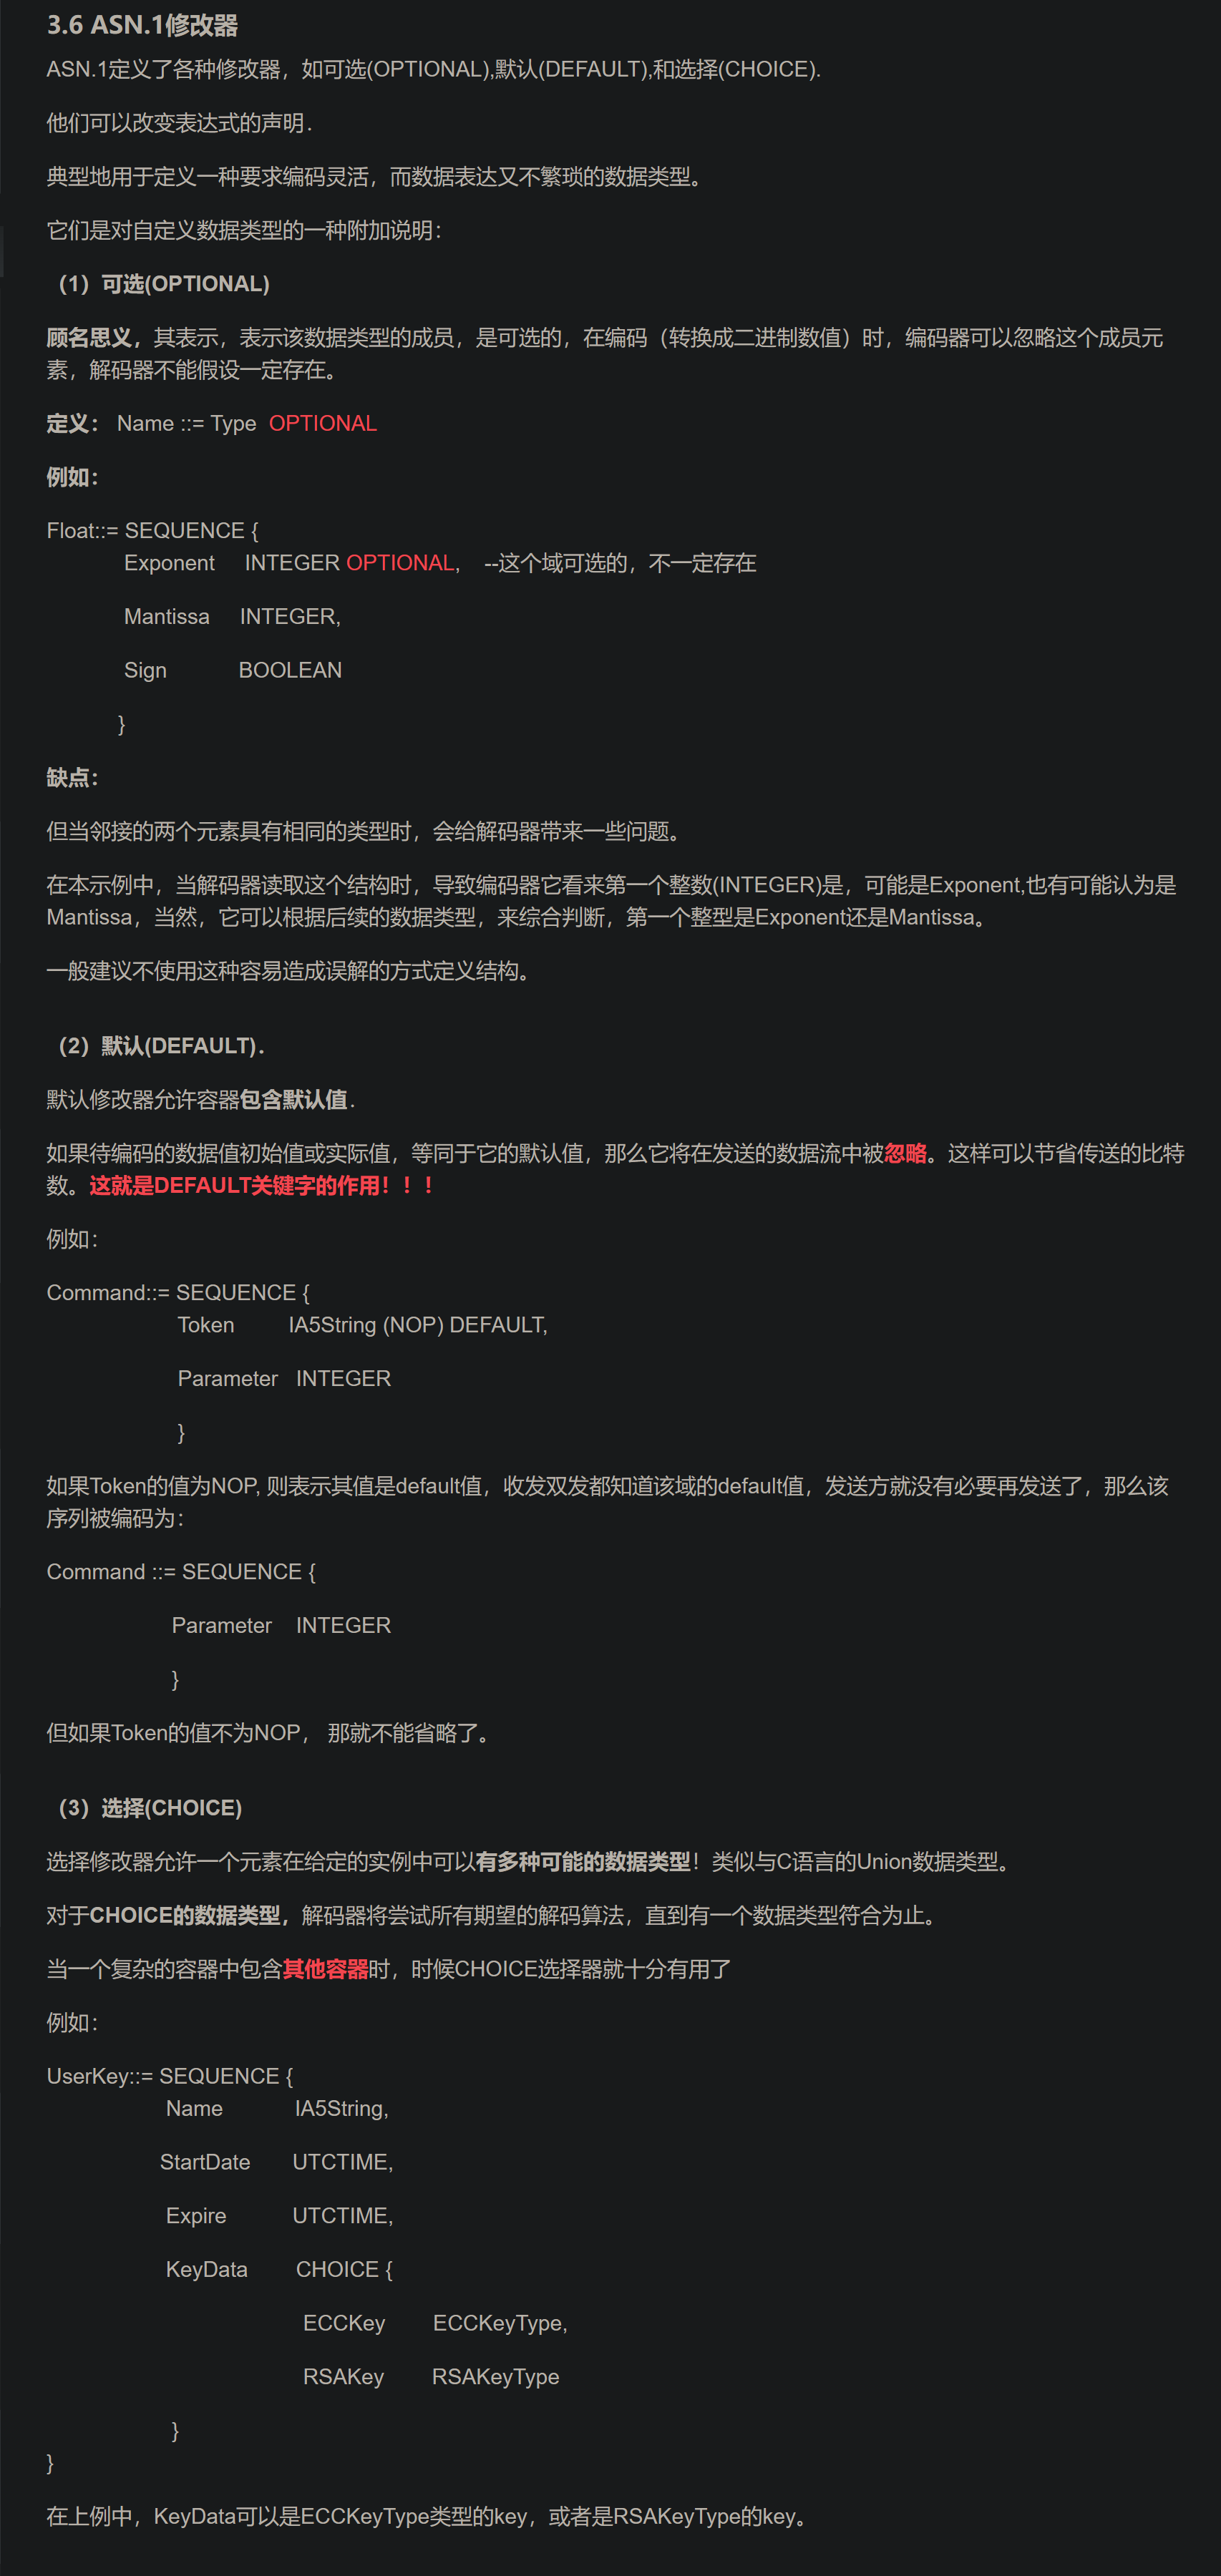 3.6 ASN.1修改器
ASN.1定义了各种修改器，如可选(OPTIONAL),默认(DEFAULT),和选择(CHOICE).
他们可以改变表达式的声明.
典型地用于定义一种要求编码灵活，而数据表达又不繁琐的数据类型。
它们是对自定义数据类型的一种附加说明：
（1）可选(OPTIONAL)
顾名思义，其表示，表示该数据类型的成员，是可选的，在编码（转换成二进制数值）时，编码器可以忽略这个成员元
素，解码器不能假设一定存在。
定义： Name ::= Type OPTIONAL
例如：
Float::= SEQUENCE {
Exponent INTEGER OPTIONAL, --这个域可选的，不一定存在
Mantissa INTEGER,
Sign BOOLEAN
}
缺点：
但当邻接的两个元素具有相同的类型时，会给解码器带来一些问题。
在本示例中，当解码器读取这个结构时，导致编码器它看来第一个整数(INTEGER)是，可能是Exponent,也有可能认为是
Mantissa，当然，它可以根据后续的数据类型，来综合判断，第一个整型是Exponent还是Mantissa。
一般建议不使用这种容易造成误解的方式定义结构。
（2）默认(DEFAULT).
默认修改器允许容器包含默认值.
如果待编码的数据值初始值或实际值，等同于它的默认值，那么它将在发送的数据流中被忽略。这样可以节省传送的比特
数。这就是DEFAULT关键字的作用！！！
例如：
Command::= SEQUENCE {
Token IA5String (NOP) DEFAULT,
Parameter INTEGER
}
如果Token的值为NOP, 则表示其值是default值，收发双发都知道该域的default值，发送方就没有必要再发送了，那么该
序列被编码为：
Command ::= SEQUENCE {
Parameter INTEGER
}
但如果Token的值不为NOP， 那就不能省略了。
（3）选择(CHOICE)
选择修改器允许一个元素在给定的实例中可以有多种可能的数据类型！类似与C语言的Union数据类型。
对于CHOICE的数据类型，解码器将尝试所有期望的解码算法，直到有一个数据类型符合为止。
当一个复杂的容器中包含其他容器时，时候CHOICE选择器就十分有用了
例如：
UserKey::= SEQUENCE {
Name IA5String,
StartDate UTCTIME,
Expire UTCTIME,
KeyData CHOICE {
ECCKey ECCKeyType,
RSAKey RSAKeyType
}
}
在上例中，KeyData可以是ECCKeyType类型的key，或者是RSAKeyType的key。